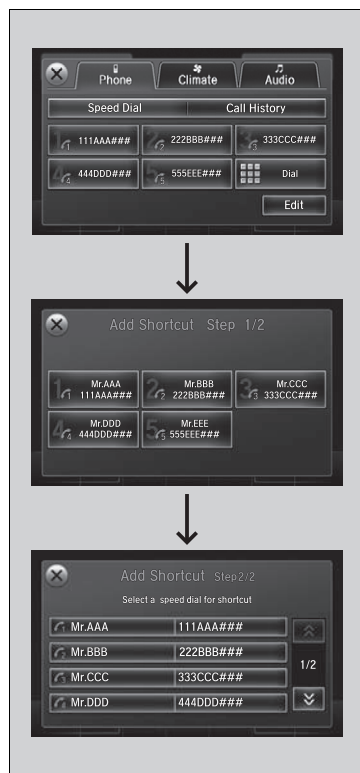 Phone Climate Audio
Speed Dial Call History
1 111AAA### 2 222BBB### 3 333CCC###
4 444DDD### 5 555EEE### Dial
Edit
Add Shortcut Step 1/2
1 Mr.AAA 111AAA### 2 Mr.BBB 222BBB### 3 Mr.CCC 333CCC###
4 Mr.DDD 444DDD### 5 Mr.EEE 555EEE###
Add Shortcut Step2/2
Select a speed dial for shortcut
Mr.AAA 111AAA###
Mr.BBB 222BBB###
1/2
Mr.CCC 333CCC###
Mr.DDD 444DDD###